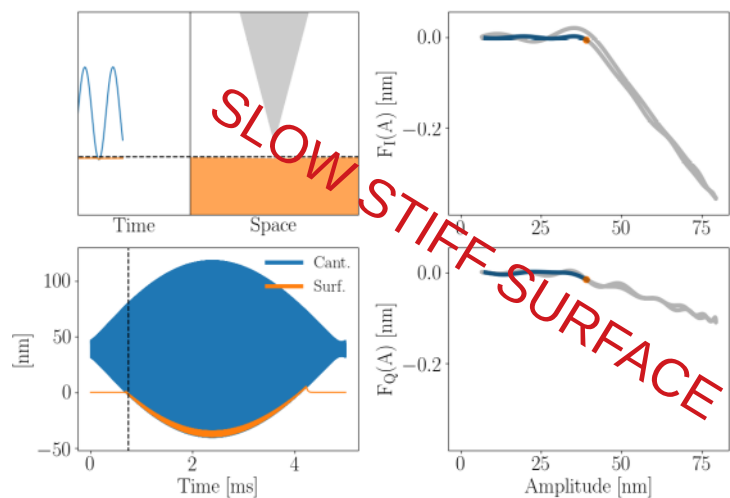 Time
Space
0.0
−0.2
F_I(A) [nm]
0
25
50
75
SLOW STIFF SURFACE
100
50
0
−50
[nm]
Cant.
Surf.
0
2
4
Time [ms]
0.0
−0.2
F_Q(A) [nm]
0
25
50
75
Amplitude [nm]